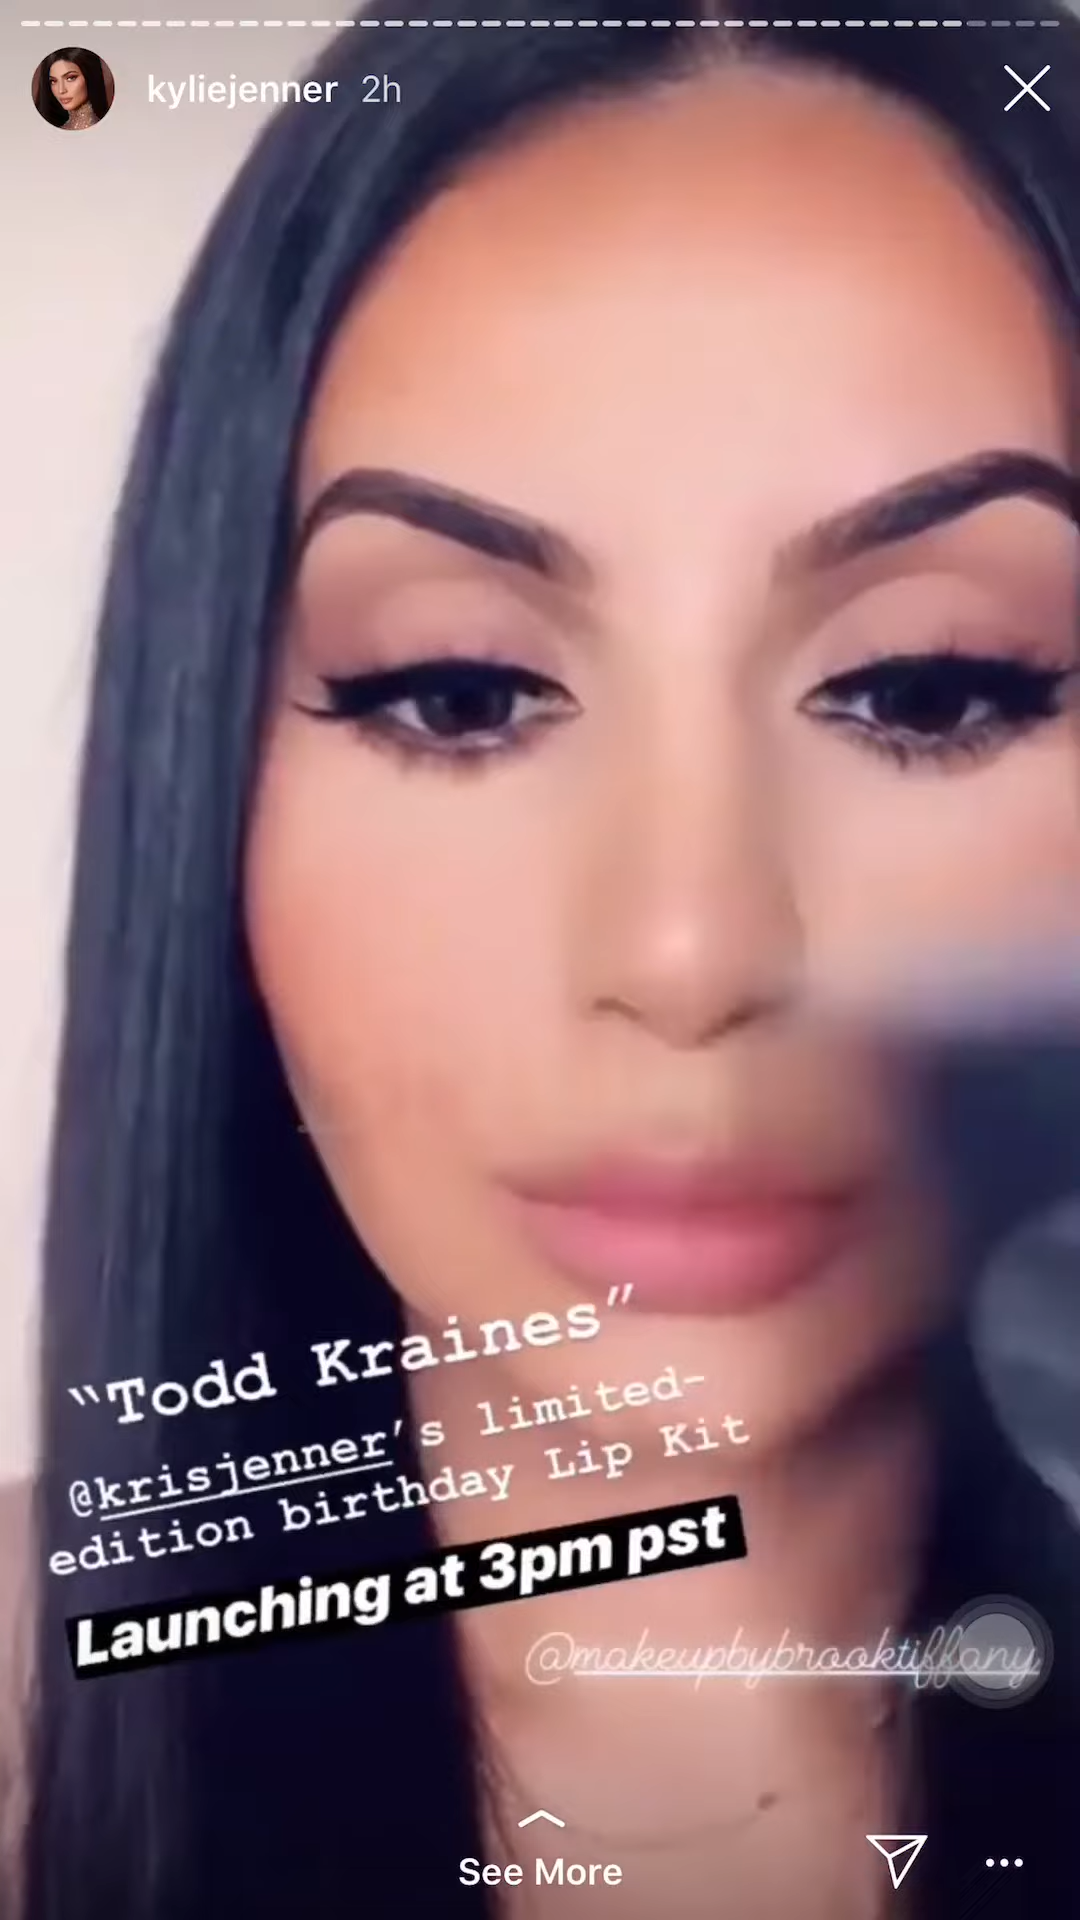 kyliejenner 2h
“Todd Kraines”
@krisjenner's limited-
edition birthday Lip Kit
Launching at 3pm pst
@makeupbybrooktiffany
See More